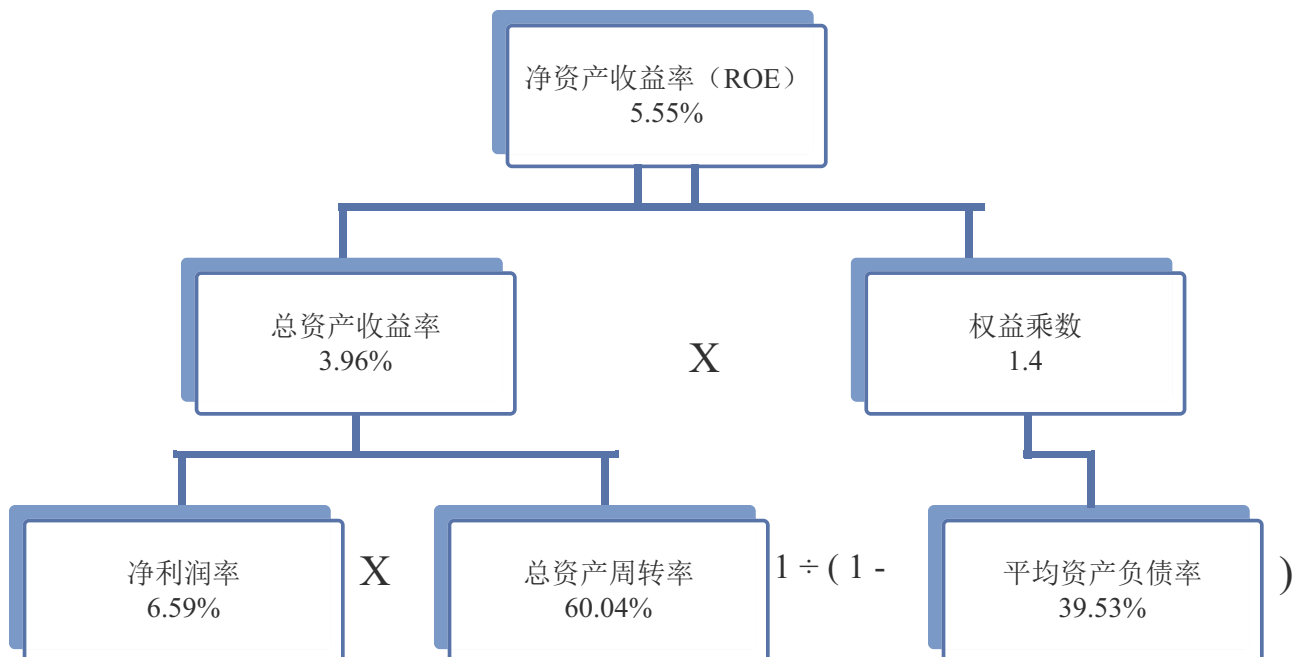 净资产收益率（ROE）
5.55%
总资产收益率
3.96%
X
权益乘数
1.4
净利润率
6.59%
X
总资产周转率
60.04%
1 ÷ ( 1 -
平均资产负债率
39.53%
)